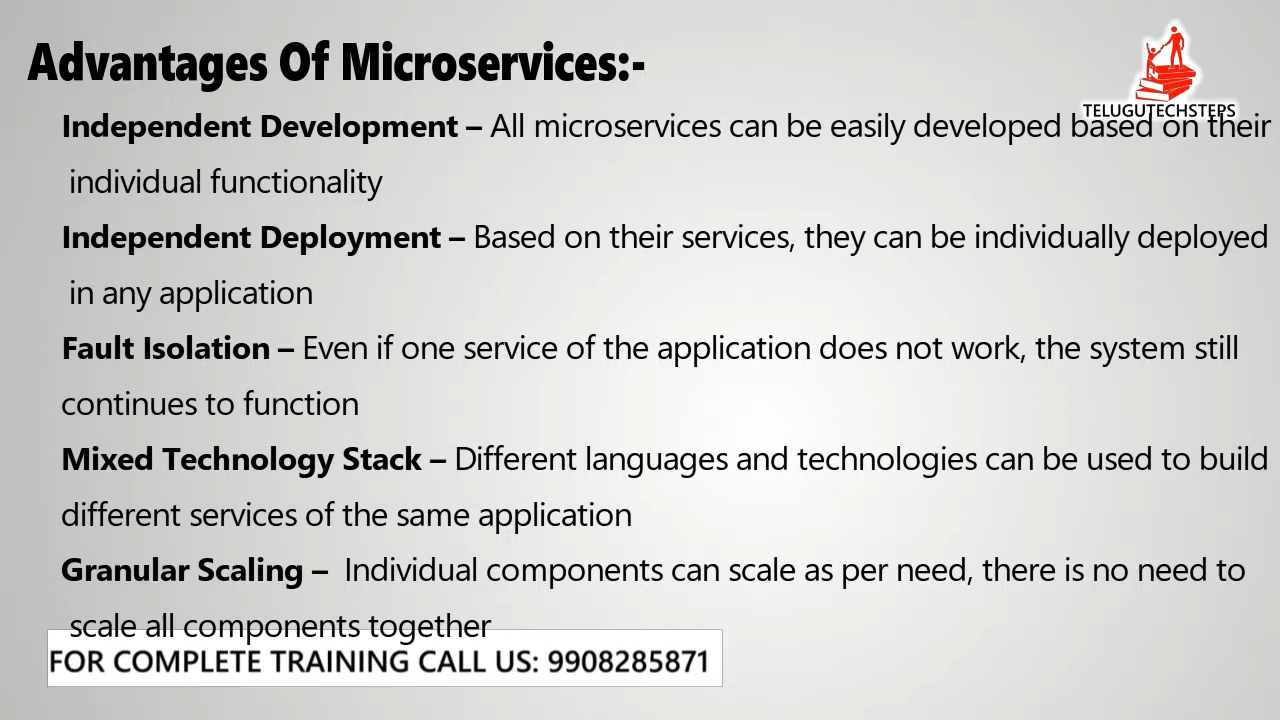 Advantages Of Microservices:-
TELUGUTECHSTEPS
Independent Development – All microservices can be easily developed based on their
individual functionality
Independent Deployment – Based on their services, they can be individually deployed
in any application
Fault Isolation – Even if one service of the application does not work, the system still
continues to function
Mixed Technology Stack – Different languages and technologies can be used to build
different services of the same application
Granular Scaling – Individual components can scale as per need, there is no need to
scale all components together
FOR COMPLETE TRAINING CALL US: 9908285871